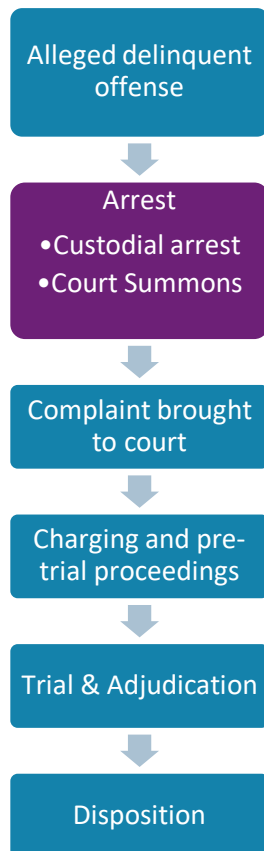 Alleged delinquent
offense
Arrest
•Custodial arrest
•Court Summons
Complaint brought
to court
Charging and pre-
trial proceedings
Trial & Adjudication
Disposition